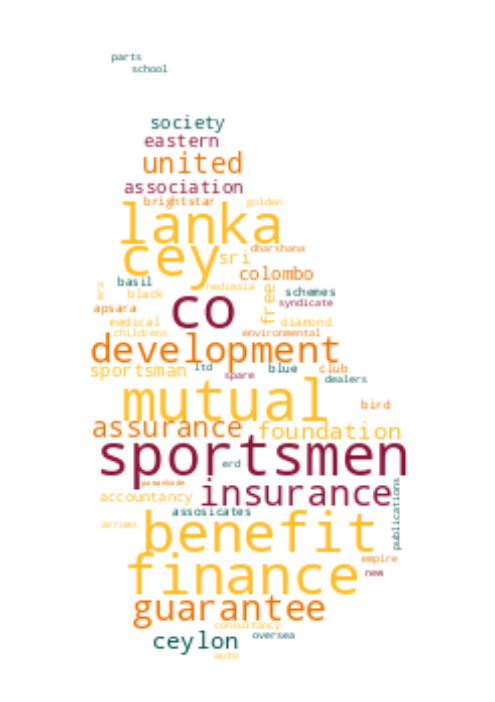 parts
school
society
eastern
united
association
brightstar golden
lanka
cey sri dharshana
colombo
basil nedimala free schemes
era black
co syndicate
apsara
medical diamond
childrens environmental
development
sportsman ltd spare blue club
dealers
mutual bird
assurance foundation
sportsmen
erd
insurance
accountancy
publications
assosicates
arrows
benefit
empire
finance new
guarantee
consultancy
ceylon oversea
auto